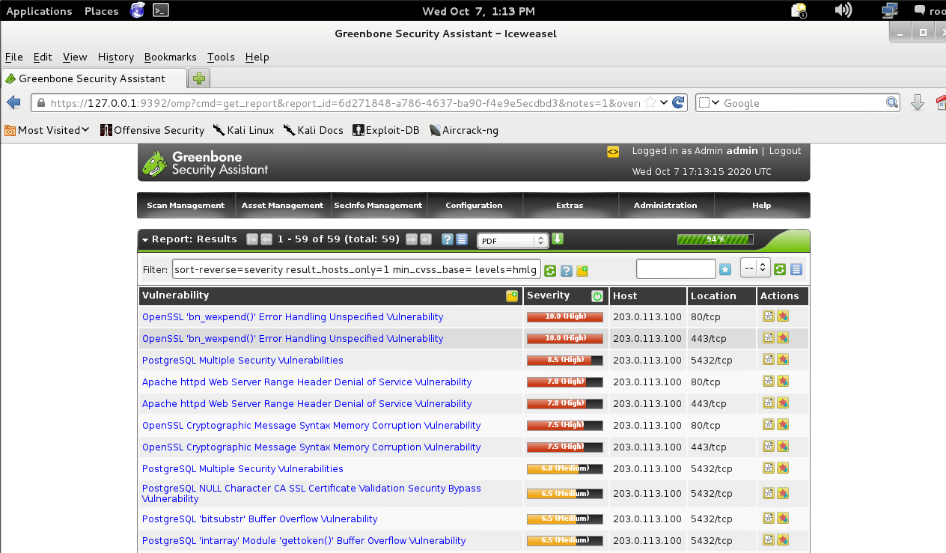 Applications Places Wed Oct 7, 1:13 PM roo
Greenbone Security Assistant - Iceweasel
File Edit View History Bookmarks Tools Help
Greenbone Security Assistant
https://127.0.0.1:9392/omp?cmd=get_report&report_id=6d271848-a786-4637-ba90-f4e9e5ecdbd3&notes=1&overr Google
Most Visited Offensive Security Kali Linux Kali Docs Exploit-DB Aircrack-ng
Greenbone
Security Assistant
Logged in as Admin admin | Logout
Wed Oct 7 17:13:15 2020 UTC
Scan Management Asset Management SecInfo Management Configuration Extras Administration Help
Report: Results 1 - 59 of 59 (total: 59) PDF 94%
Filter: sort-reverse=severity result_hosts_only=1 min_cvss_base= levels=hmlg --
Vulnerability Severity Host Location Actions
OpenSSL 'bn_wexpend()' Error Handling Unspecified Vulnerability 10.0 (High) 203.0.113.100 80/tcp
OpenSSL 'bn_wexpend()' Error Handling Unspecified Vulnerability 10.0 (High) 203.0.113.100 443/tcp
PostgreSQL Multiple Security Vulnerabilities 8.5 (High) 203.0.113.100 5432/tcp
Apache httpd Web Server Range Header Denial of Service Vulnerability 7.8 (High) 203.0.113.100 80/tcp
Apache httpd Web Server Range Header Denial of Service Vulnerability 7.8 (High) 203.0.113.100 443/tcp
OpenSSL Cryptographic Message Syntax Memory Corruption Vulnerability 7.5 (High) 203.0.113.100 80/tcp
OpenSSL Cryptographic Message Syntax Memory Corruption Vulnerability 7.5 (High) 203.0.113.100 443/tcp
PostgreSQL Multiple Security Vulnerabilities 6.8 (Medium) 203.0.113.100 5432/tcp
PostgreSQL NULL Character CA SSL Certificate Validation Security Bypass
Vulnerability 6.5 (Medium) 203.0.113.100 5432/tcp
PostgreSQL 'bitsubstr' Buffer Overflow Vulnerability 6.5 (Medium) 203.0.113.100 5432/tcp
PostgreSQL 'intarray' Module 'gettoken()' Buffer Overflow Vulnerability 6.5 (Medium) 203.0.113.100 5432/tcp